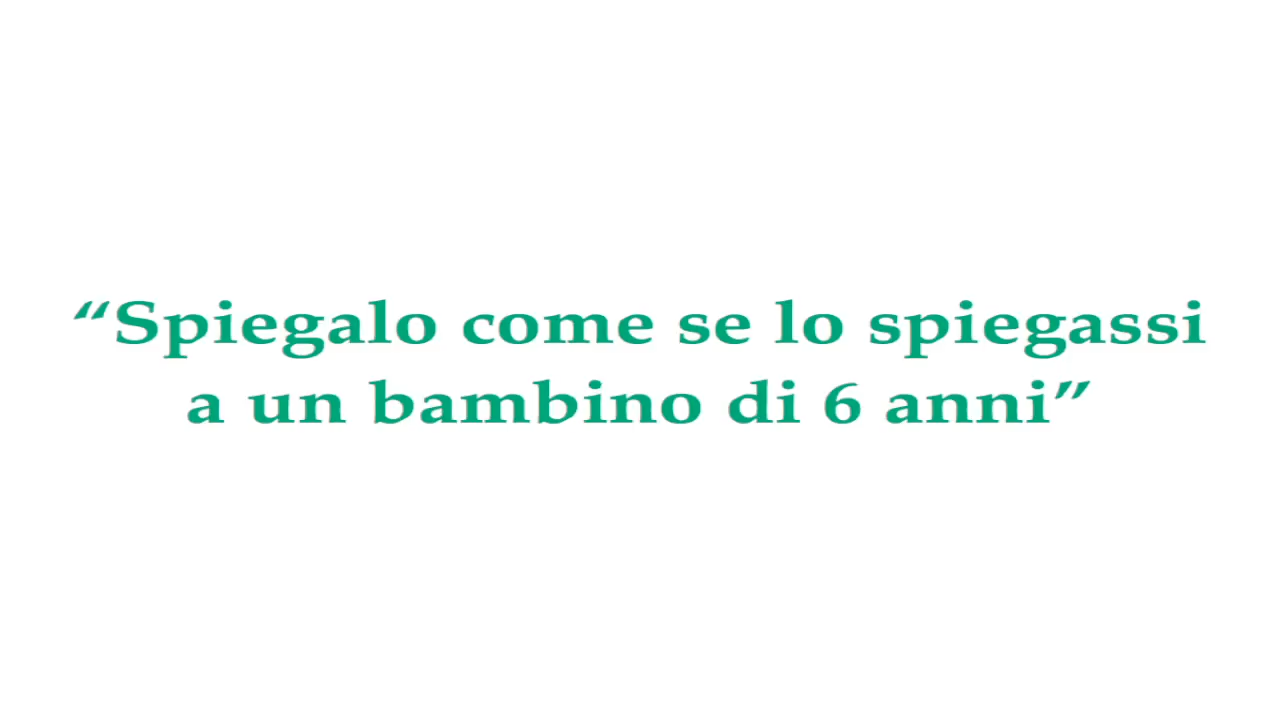 “Spiegalo come se lo spiegassi
a un bambino di 6 anni”